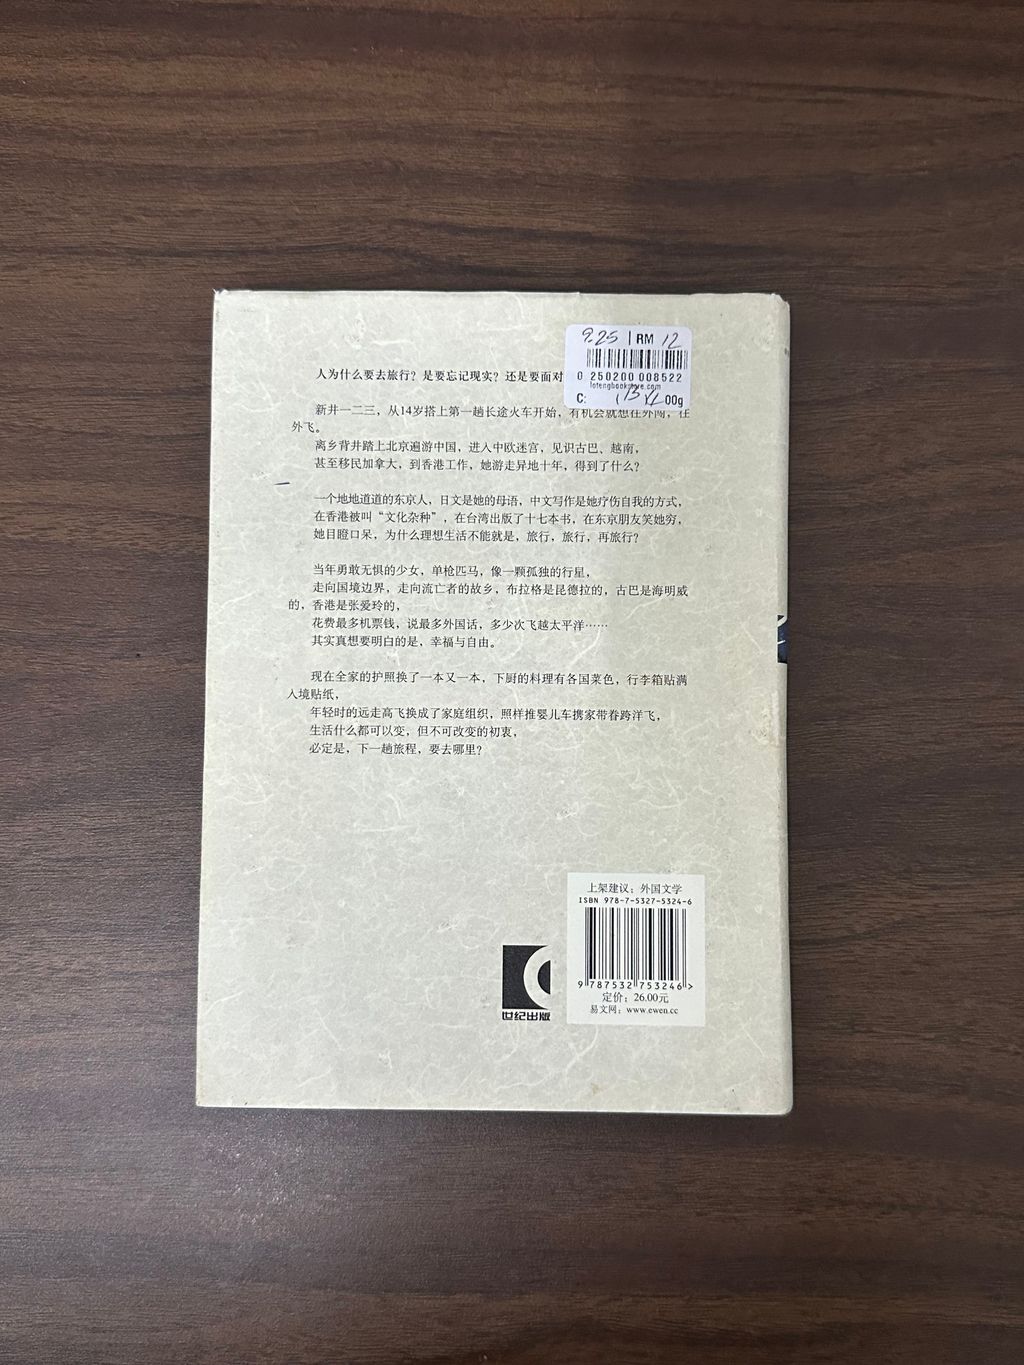 9.25 | RM 12
0 250200 008522
lotengbookstore.com
C: 13 XL 00g
人为什么要去旅行？是要忘记现实？还是要面对
新井一二三，从14岁搭上第一趟长途火车开始，有机会就想往外闯，往
外飞。
离乡背井踏上北京遍游中国，进入中欧迷宫，见识古巴、越南，
甚至移民加拿大，到香港工作，她游走异地十年，得到了什么？
一个地地道道的东京人，日文是她的母语，中文写作是她疗伤自我的方式，
在香港被叫“文化杂种”，在台湾出版了十七本书，在东京朋友笑她穷，
她目瞪口呆，为什么理想生活不能就是，旅行，旅行，再旅行？
当年勇敢无惧的少女，单枪匹马，像一颗孤独的行星，
走向国境边界，走向流亡者的故乡，布拉格是昆德拉的，古巴是海明威
的，香港是张爱玲的，
花费最多机票钱，说最多外国话，多少次飞越太平洋……
其实真想要明白的是，幸福与自由。
现在全家的护照换了一本又一本，下厨的料理有各国菜色，行李箱贴满
入境贴纸，
年轻时的远走高飞换成了家庭组织，照样推婴儿车携家带眷跨洋飞，
生活什么都可以变，但不可改变的初衷，
必定是，下一趟旅程，要去哪里？
上架建议：外国文学
ISBN 978-7-5327-5324-6
9 787532 753246 >
定价：26.00元
易文网：www.ewen.cc
世纪出版